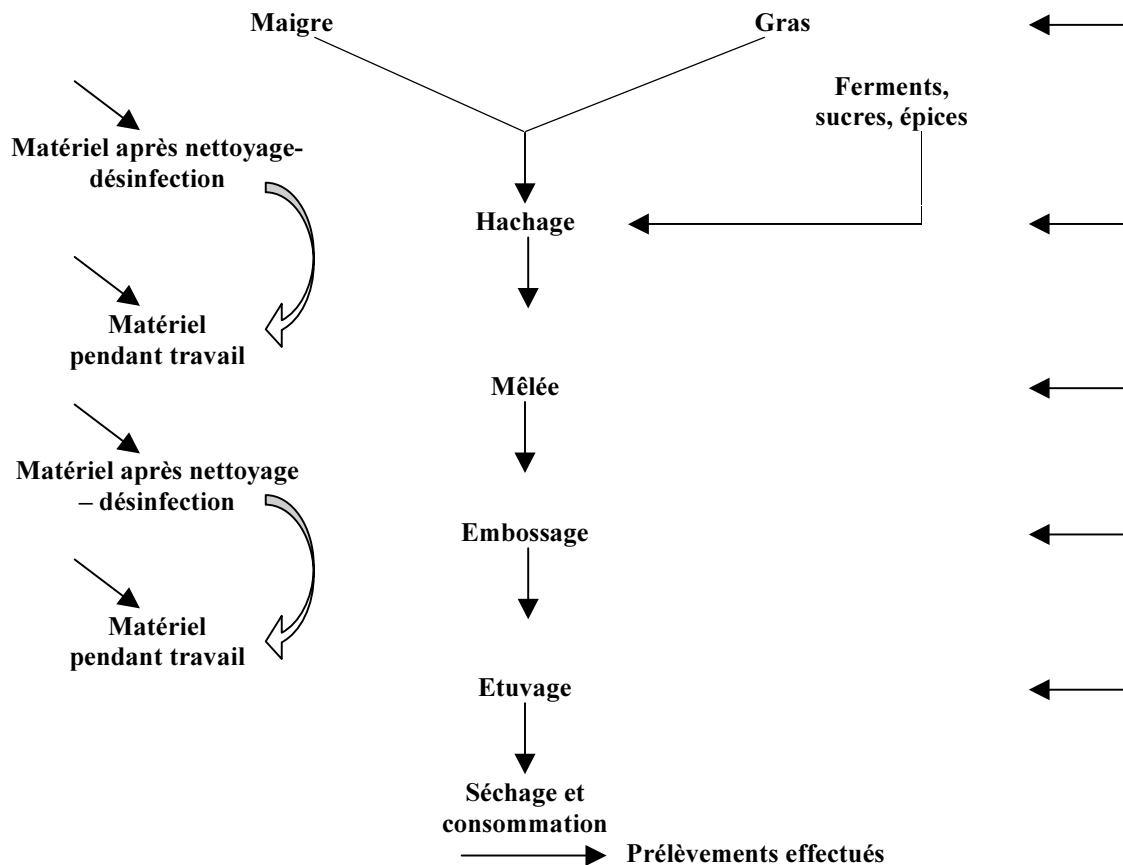 Maigre
Gras
Ferments,
sucres, épices
Matériel après nettoyage-
désinfection
Hachage
Matériel
pendant travail
Mêlée
Matériel après nettoyage
– désinfection
Embossage
Matériel
pendant travail
Etuvage
Séchage et
consommation
Prélèvements effectués